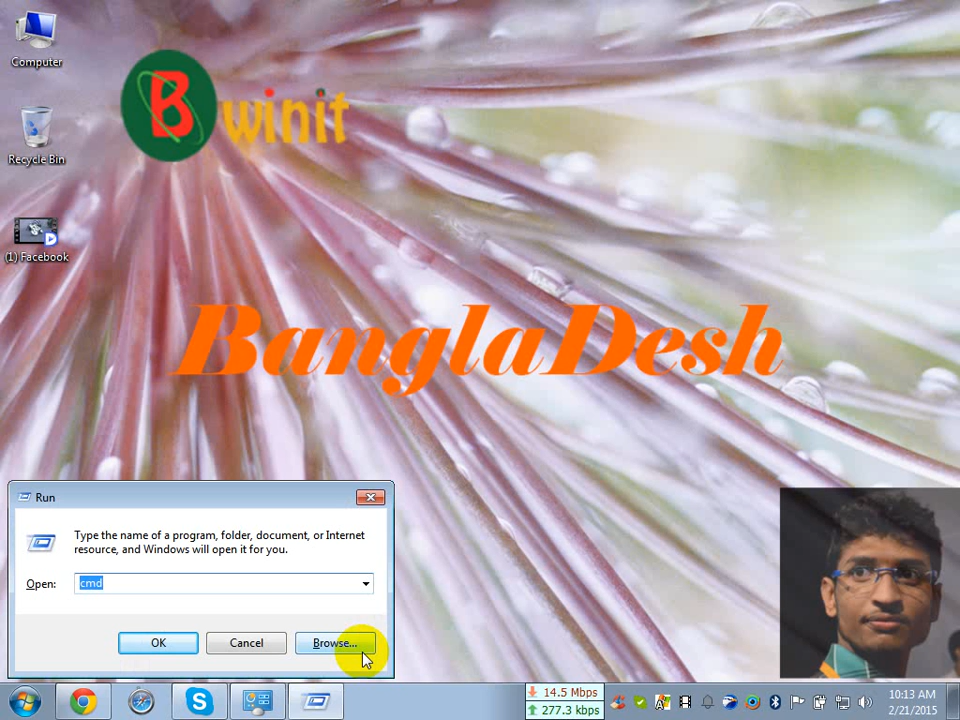 Computer
Recycle Bin
(1) Facebook
B winit
BanglaDesh
Run
Type the name of a program, folder, document, or Internet
resource, and Windows will open it for you.
Open:
cmd
OK
Cancel
Browse...
14.5 Mbps
277.3 kbps
10:13 AM
2/21/2015